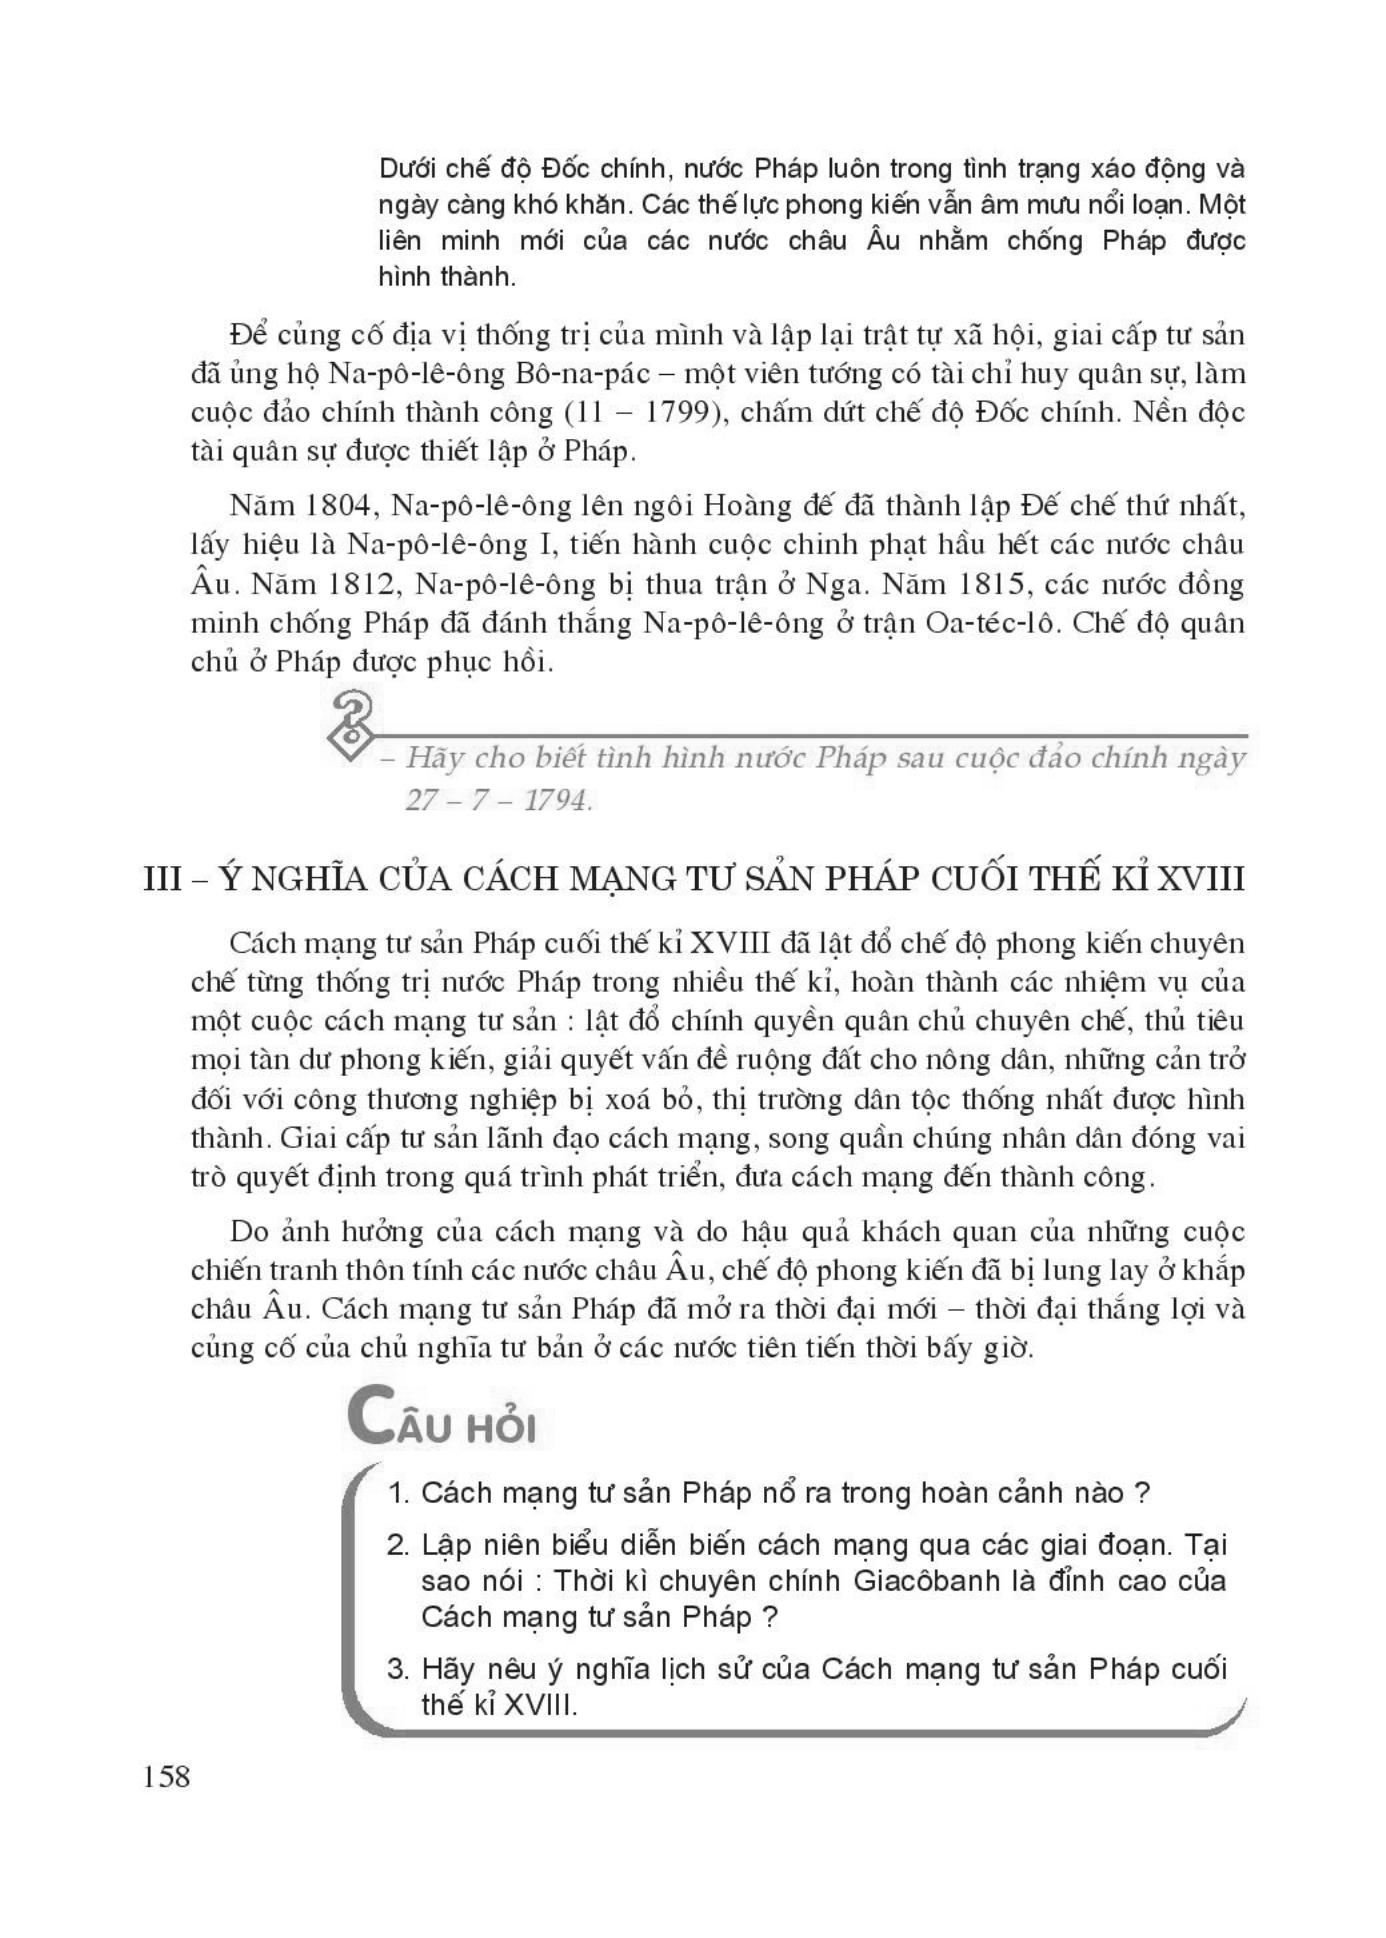 Dưới chế độ Đốc chính, nước Pháp luôn trong tình trạng xáo động và
ngày càng khó khăn. Các thế lực phong kiến vẫn âm mưu nổi loạn. Một
liên minh mới của các nước châu Âu nhằm chống Pháp được
hình thành.
Để củng cố địa vị thống trị của mình và lập lại trật tự xã hội, giai cấp tư sản
đã ủng hộ Na-pô-lê-ông Bô-na-pác – một viên tướng có tài chỉ huy quân sự, làm
cuộc đảo chính thành công (11 – 1799), chấm dứt chế độ Đốc chính. Nền độc
tài quân sự được thiết lập ở Pháp.
Năm 1804, Na-pô-lê-ông lên ngôi Hoàng đế đã thành lập Đế chế thứ nhất,
lấy hiệu là Na-pô-lê-ông I, tiến hành cuộc chinh phạt hầu hết các nước châu
Âu. Năm 1812, Na-pô-lê-ông bị thua trận ở Nga. Năm 1815, các nước đồng
minh chống Pháp đã đánh thắng Na-pô-lê-ông ở trận Oa-téc-lô. Chế độ quân
chủ ở Pháp được phục hồi.
?
– Hãy cho biết tình hình nước Pháp sau cuộc đảo chính ngày
27 – 7 – 1794.
III – Ý NGHĨA CỦA CÁCH MẠNG TƯ SẢN PHÁP CUỐI THẾ KỈ XVIII
Cách mạng tư sản Pháp cuối thế kỉ XVIII đã lật đổ chế độ phong kiến chuyên
chế từng thống trị nước Pháp trong nhiều thế kỉ, hoàn thành các nhiệm vụ của
một cuộc cách mạng tư sản : lật đổ chính quyền quân chủ chuyên chế, thủ tiêu
mọi tàn dư phong kiến, giải quyết vấn đề ruộng đất cho nông dân, những cản trở
đối với công thương nghiệp bị xoá bỏ, thị trường dân tộc thống nhất được hình
thành. Giai cấp tư sản lãnh đạo cách mạng, song quần chúng nhân dân đóng vai
trò quyết định trong quá trình phát triển, đưa cách mạng đến thành công.
Do ảnh hưởng của cách mạng và do hậu quả khách quan của những cuộc
chiến tranh thôn tính các nước châu Âu, chế độ phong kiến đã bị lung lay ở khắp
châu Âu. Cách mạng tư sản Pháp đã mở ra thời đại mới – thời đại thắng lợi và
củng cố của chủ nghĩa tư bản ở các nước tiên tiến thời bấy giờ.
CÂU HỎI
1. Cách mạng tư sản Pháp nổ ra trong hoàn cảnh nào ?
2. Lập niên biểu diễn biến cách mạng qua các giai đoạn. Tại
sao nói : Thời kì chuyên chính Giacôbanh là đỉnh cao của
Cách mạng tư sản Pháp ?
3. Hãy nêu ý nghĩa lịch sử của Cách mạng tư sản Pháp cuối
thế kỉ XVIII.
158